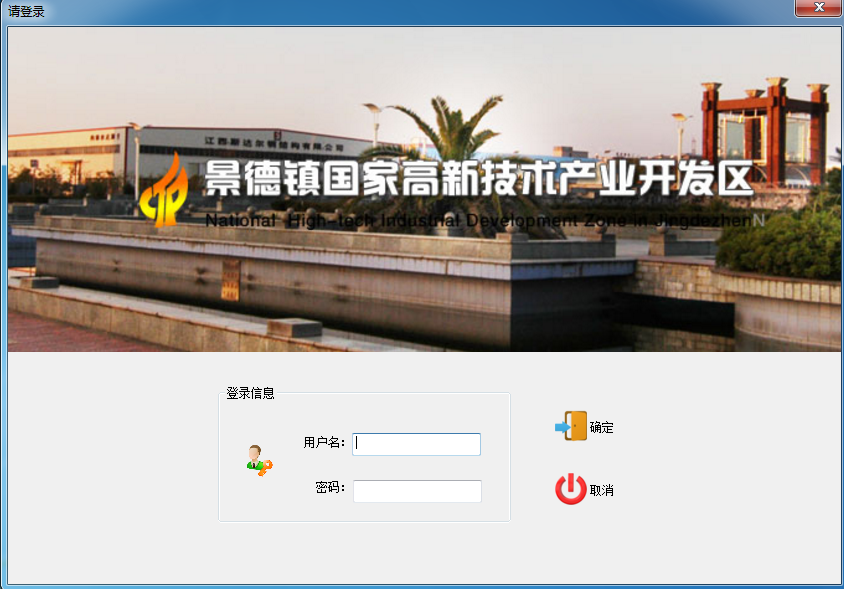 请登录
江西斯达尔钢结构有限公司
景德镇国家高新技术产业开发区
National High-tech Industrial Development Zone in JingdezhenN
登录信息
用户名：
确定
密码：
取消